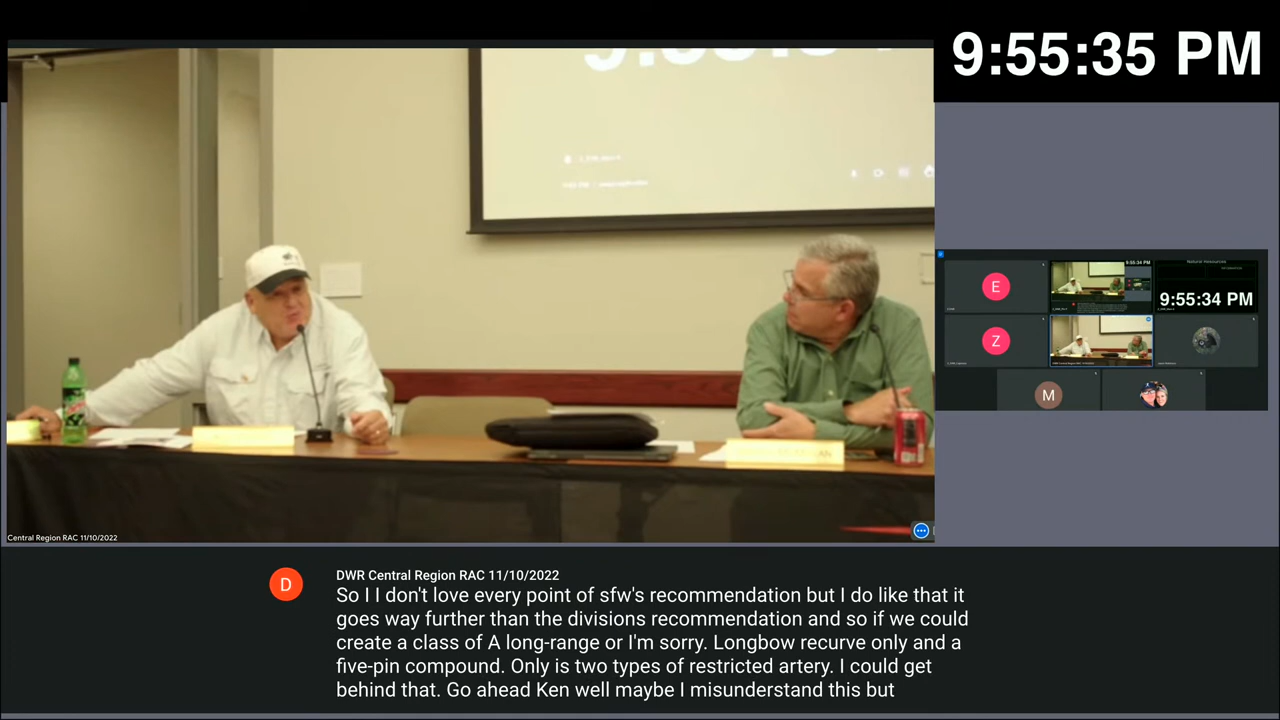 9:55:35 PM
E
9:55:34 PM
9:55:34 PM
Z
M
Central Region RAC 11/10/2022
D
DWR Central Region RAC 11/10/2022
So I I don't love every point of sfw's recommendation but I do like that it
goes way further than the divisions recommendation and so if we could
create a class of A long-range or I'm sorry. Longbow recurve only and a
five-pin compound. Only is two types of restricted artery. I could get
behind that. Go ahead Ken well maybe I misunderstand this but